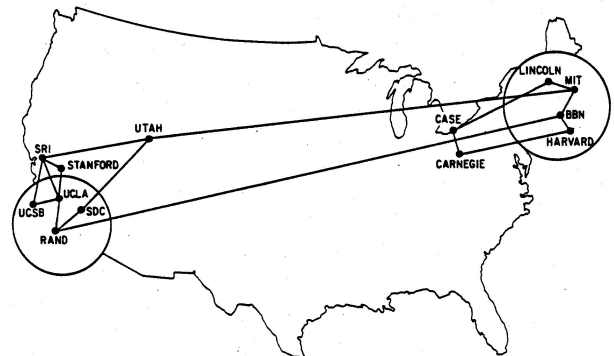 LINCOLN
MIT
CASE
BBN
UTAH
HARVARD
SRI
STANFORD
CARNEGIE
UCLA
UCSB
SDC
RAND